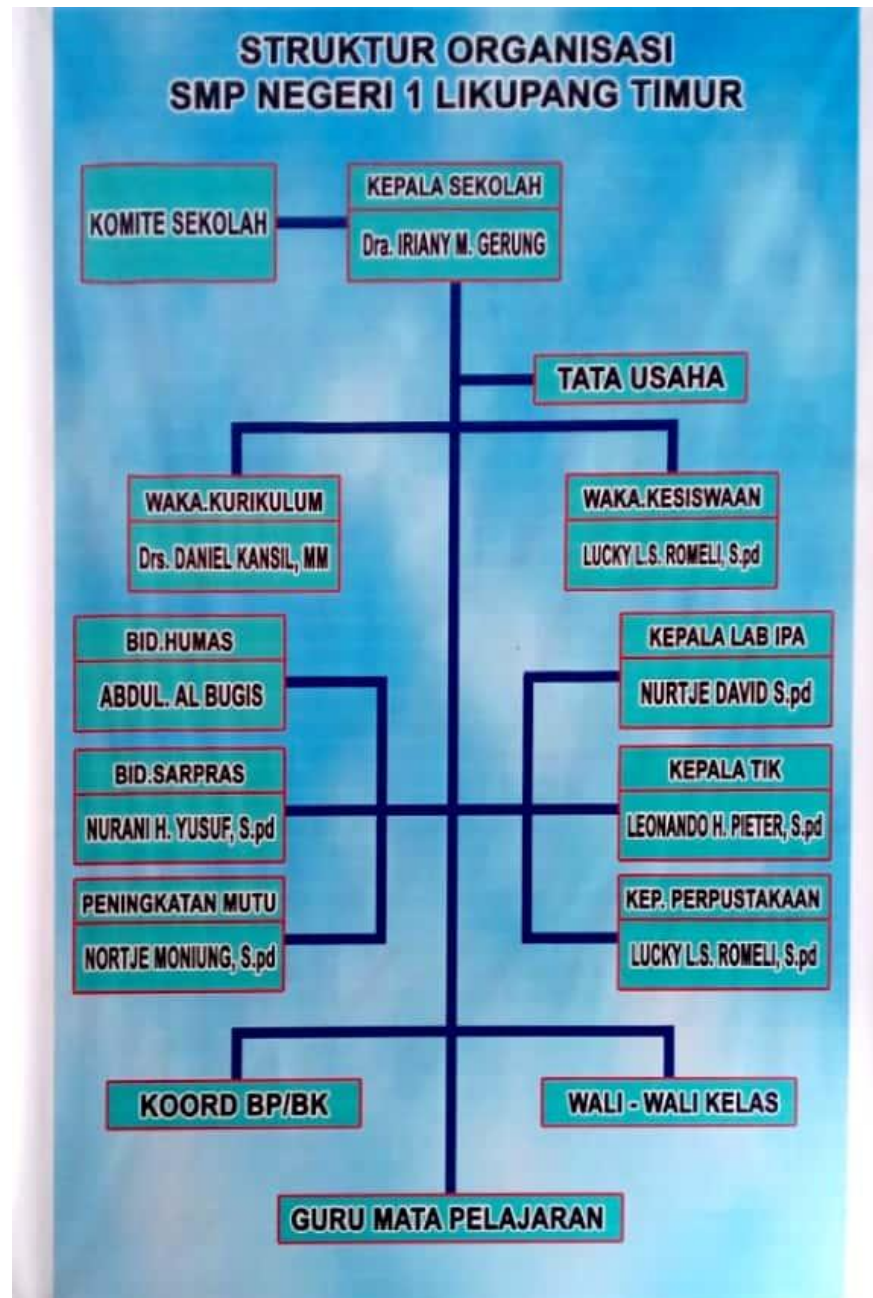 STRUKTUR ORGANISASI
SMP NEGERI 1 LIKUPANG TIMUR
KOMITE SEKOLAH
KEPALA SEKOLAH
Dra. IRIANY M. GERUNG
TATA USAHA
WAKA.KURIKULUM
Drs. DANIEL KANSIL, MM
WAKA.KESISWAAN
LUCKY L.S. ROMELI, S.pd
BID.HUMAS
ABDUL. AL BUGIS
KEPALA LAB IPA
NURTJE DAVID S.pd
BID.SARPRAS
NURANI H. YUSUF, S.pd
KEPALA TIK
LEONANDO H. PIETER, S.pd
PENINGKATAN MUTU
NORTJE MONIUNG, S.pd
KEP. PERPUSTAKAAN
LUCKY L.S. ROMELI, S.pd
KOORD BP/BK
WALI - WALI KELAS
GURU MATA PELAJARAN